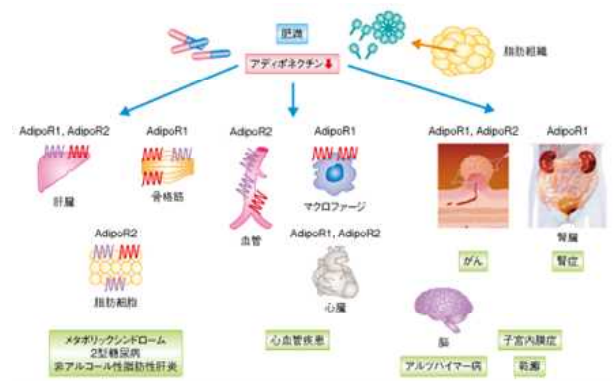 肥満
アディポネクチン
脂肪組織
AdipoR1, AdipoR2
肝臓
AdipoR1
骨格筋
AdipoR2
血管
AdipoR1
マクロファージ
AdipoR1, AdipoR2
がん
AdipoR1
腎臓
腎症
AdipoR2
脂肪細胞
AdipoR1, AdipoR2
心臓
脳
メタボリックシンドローム
2型糖尿病
非アルコール性脂肪性肝炎
心血管疾患
アルツハイマー病
子宮内膜症
乾癬